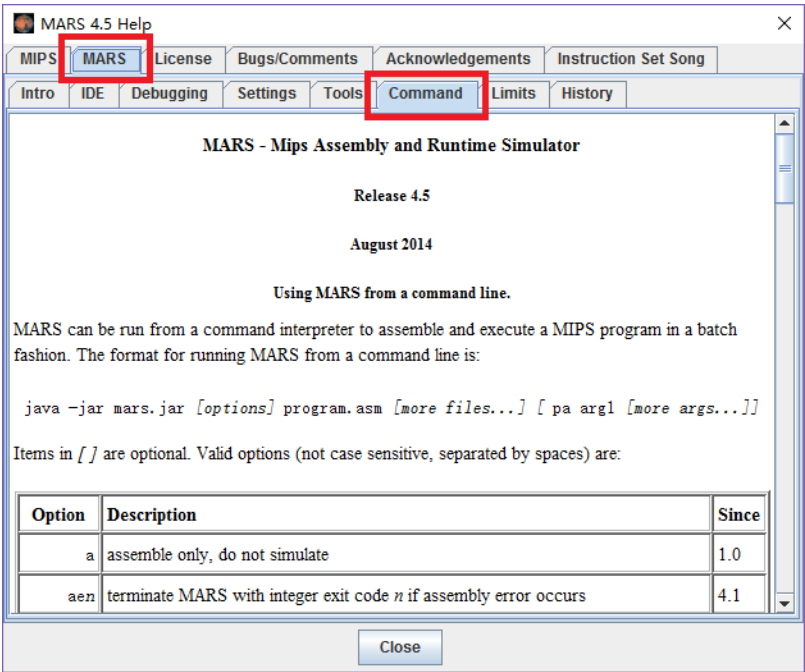 MARS 4.5 Help
MIPS MARS License Bugs/Comments Acknowledgements Instruction Set Song
Intro IDE Debugging Settings Tools Command Limits History
MARS - Mips Assembly and Runtime Simulator
Release 4.5
August 2014
Using MARS from a command line.
MARS can be run from a command interpreter to assemble and execute a MIPS program in a batch
fashion. The format for running MARS from a command line is:
java -jar mars.jar [options] program.asm [more files...] [ pa arg1 [more args...]]
Items in [ ] are optional. Valid options (not case sensitive, separated by spaces) are:
Option Description Since
a assemble only, do not simulate 1.0
aen terminate MARS with integer exit code n if assembly error occurs 4.1
Close